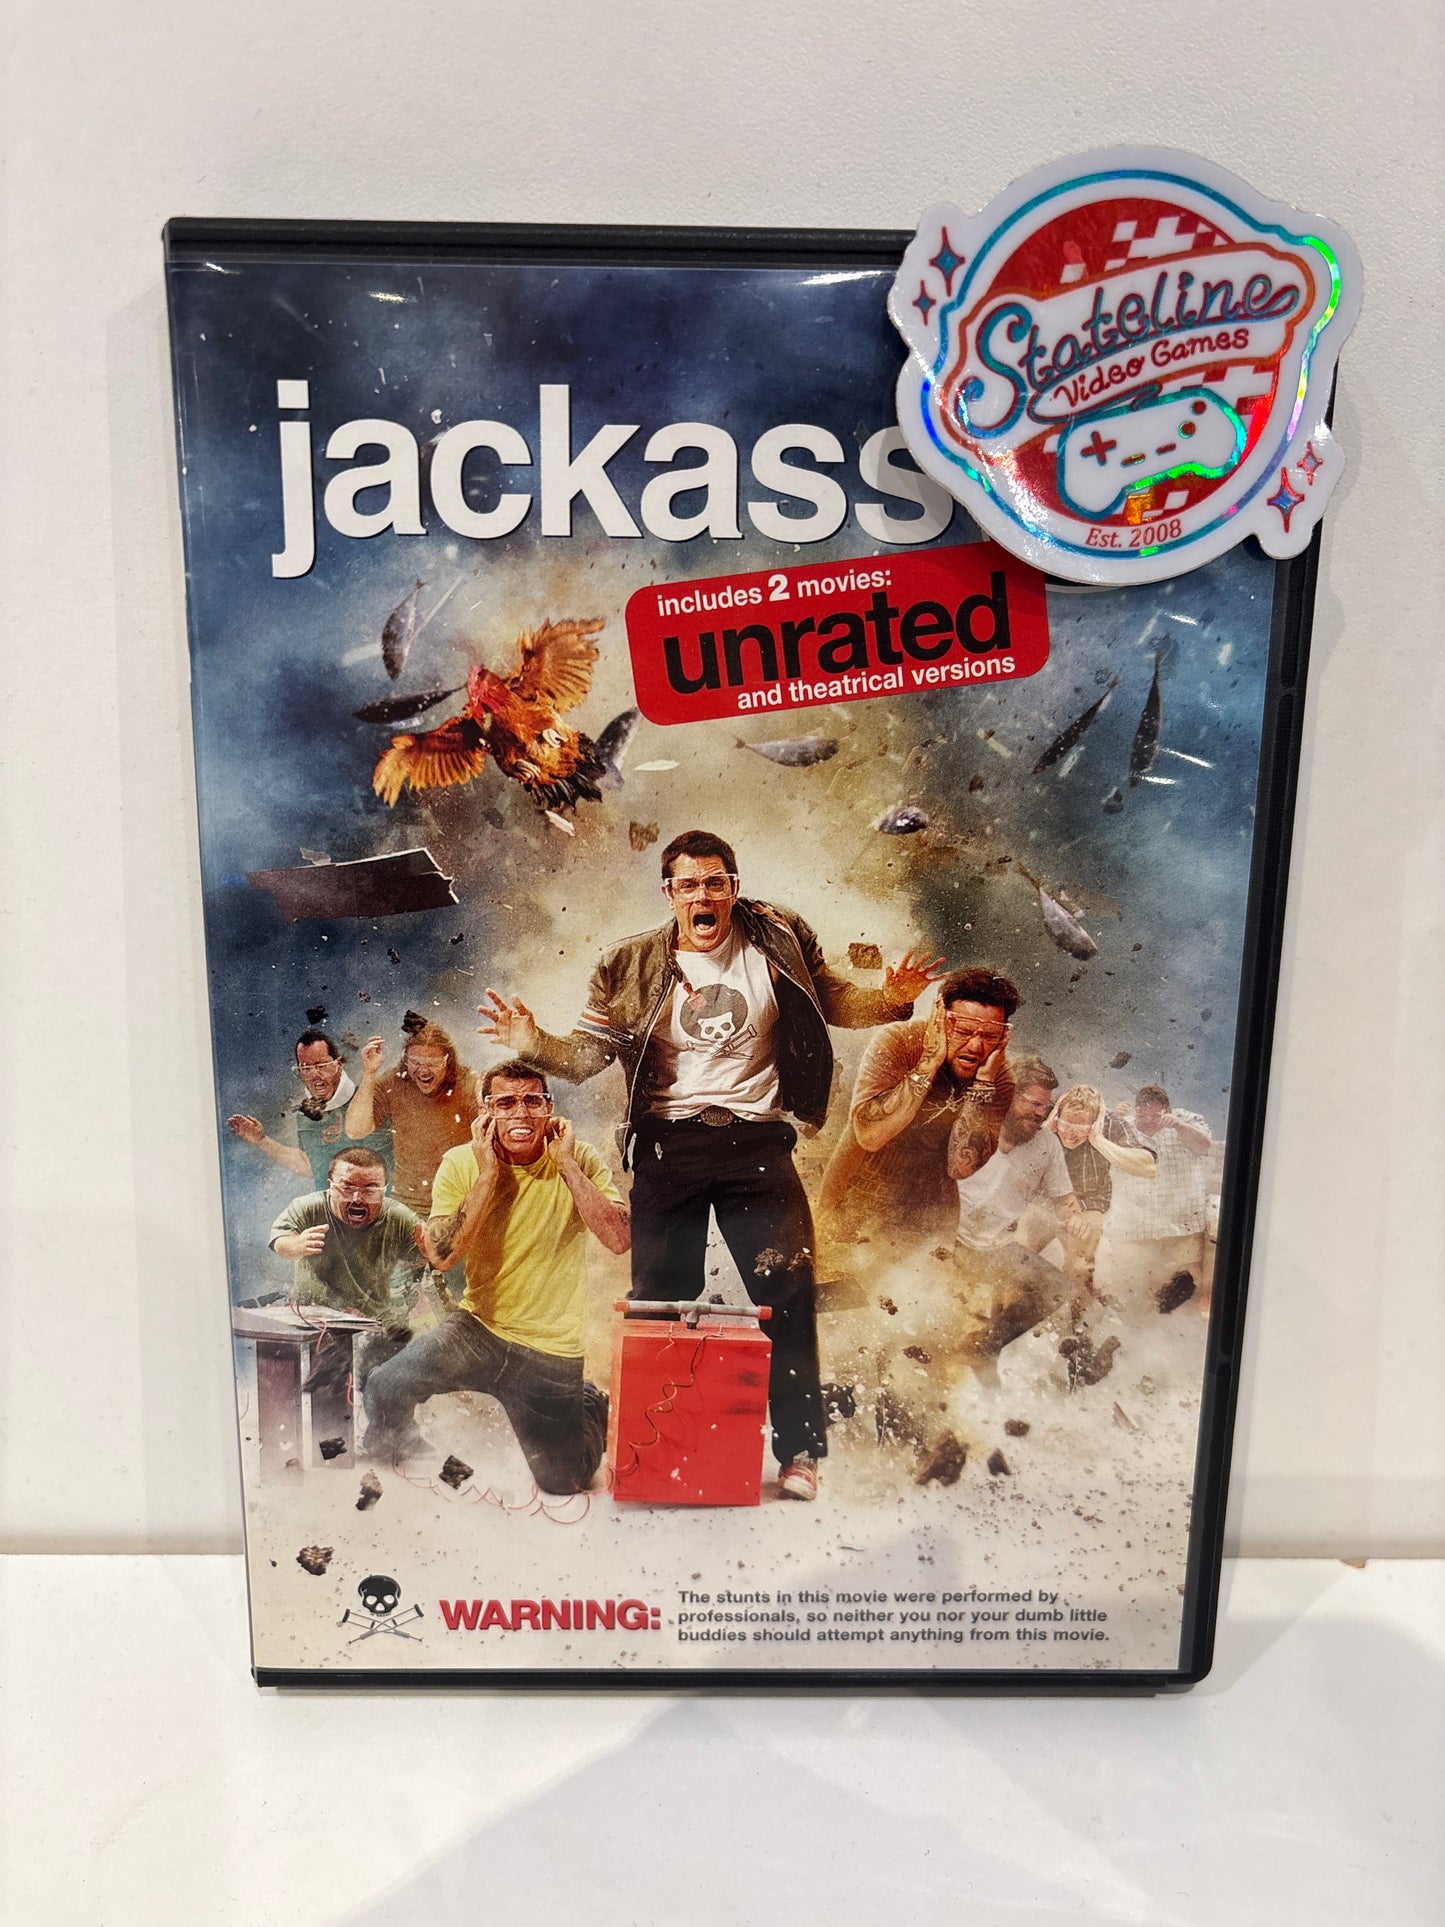 Stateline
Video Games
Est. 2008
jackass
includes 2 movies:
unrated
and theatrical versions
WARNING:
The stunts in this movie were performed by
professionals, so neither you nor your dumb little
buddies should attempt anything from this movie.